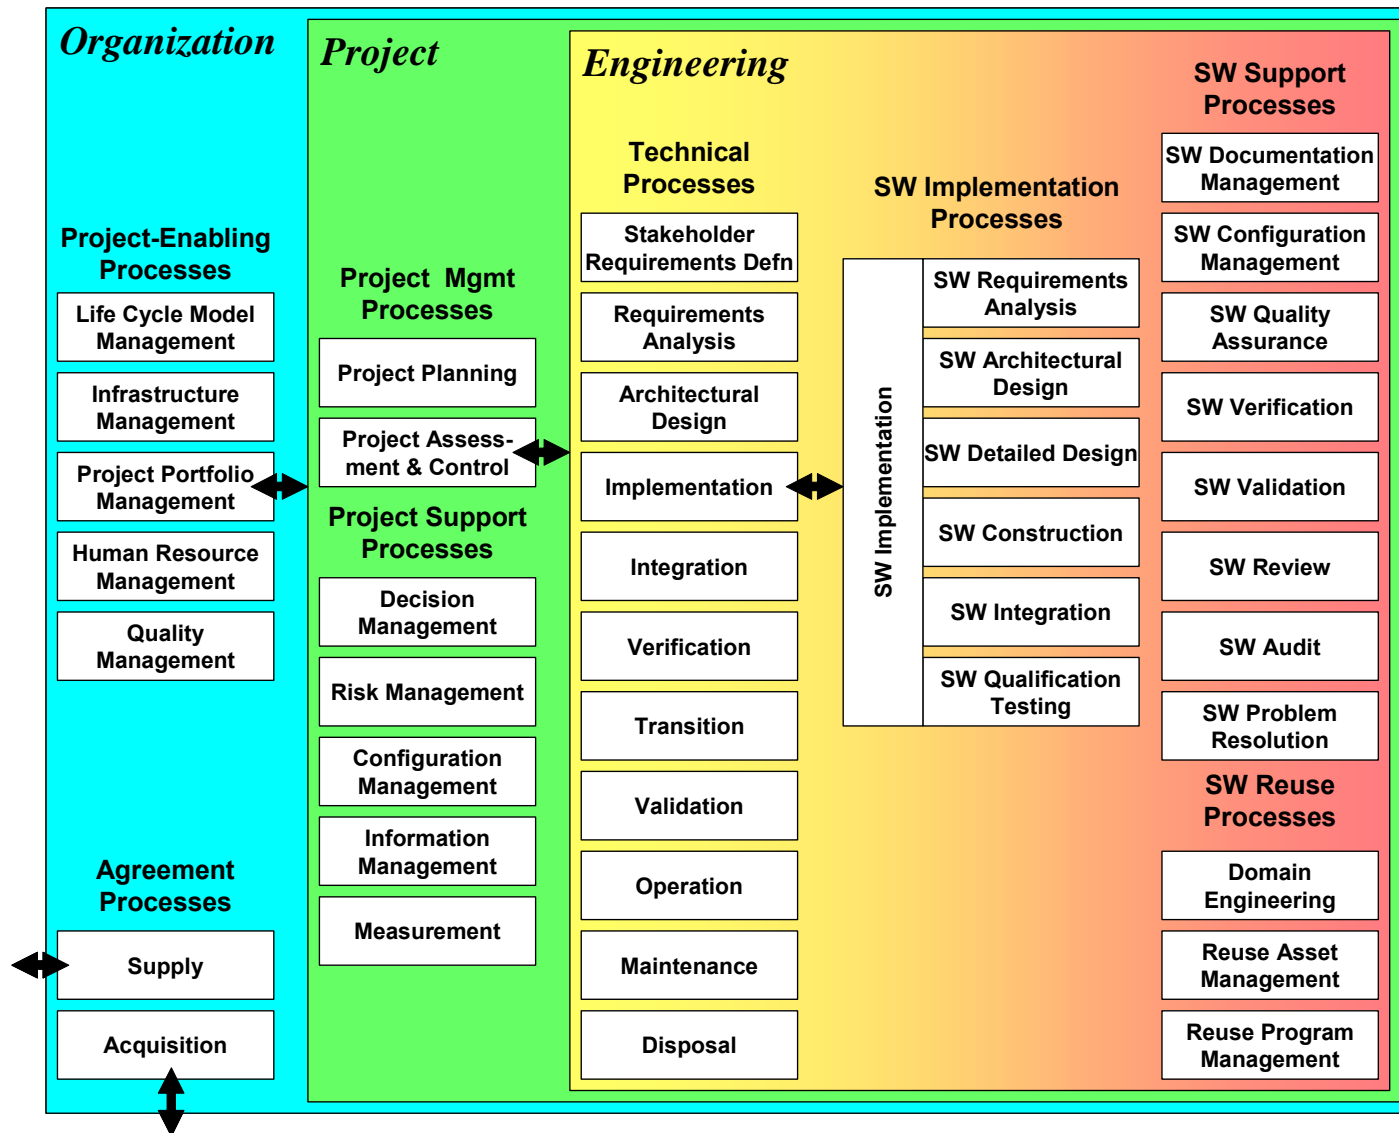 Organization
Project-Enabling
Processes
Life Cycle Model
Management
Infrastructure
Management
Project Portfolio
Management
Human Resource
Management
Quality
Management
Agreement
Processes
Supply
Acquisition
Project
Project Mgmt
Processes
Project Planning
Project Assess-
ment & Control
Project Support
Processes
Decision
Management
Risk Management
Configuration
Management
Information
Management
Measurement
Engineering
Technical
Processes
Stakeholder
Requirements Defn
Requirements
Analysis
Architectural
Design
Implementation
Integration
Verification
Transition
Validation
Operation
Maintenance
Disposal
SW Implementation
Processes
SW Implementation
SW Requirements
Analysis
SW Architectural
Design
SW Detailed Design
SW Construction
SW Integration
SW Qualification
Testing
SW Support
Processes
SW Documentation
Management
SW Configuration
Management
SW Quality
Assurance
SW Verification
SW Validation
SW Review
SW Audit
SW Problem
Resolution
SW Reuse
Processes
Domain
Engineering
Reuse Asset
Management
Reuse Program
Management